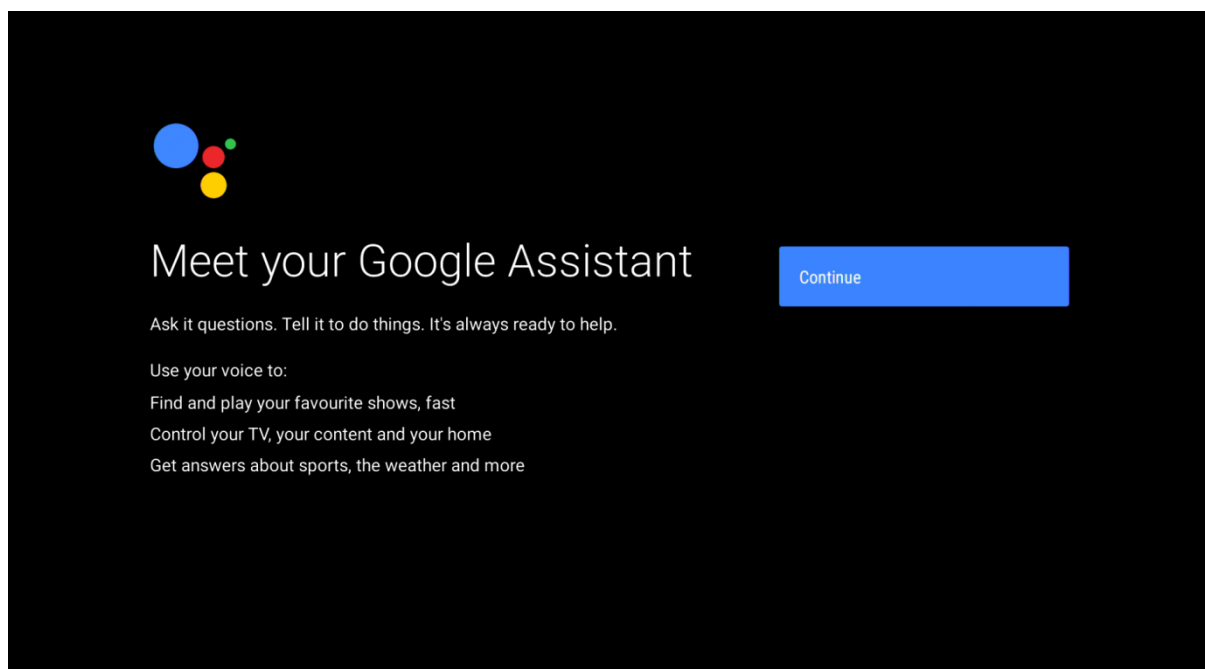 Meet your Google Assistant
Continue
Ask it questions. Tell it to do things. It's always ready to help.
Use your voice to:
Find and play your favourite shows, fast
Control your TV, your content and your home
Get answers about sports, the weather and more